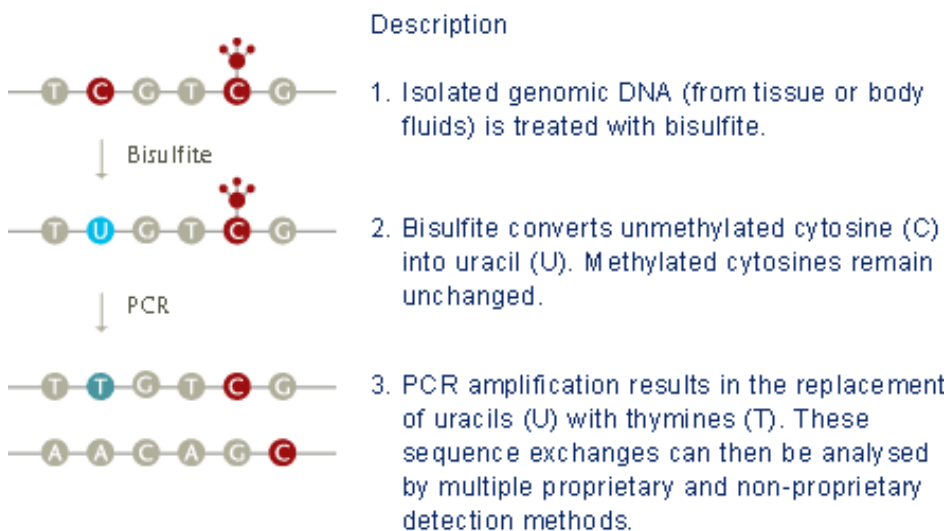 Description
T C G T C G
1. Isolated genomic DNA (from tissue or body
fluids) is treated with bisulfite.
Bisulfite
T U G T C G
2. Bisulfite converts unmethylated cytosine (C)
into uracil (U). Methylated cytosines remain
unchanged.
PCR
T T G T C G
A A C A G C
3. PCR amplification results in the replacement
of uracils (U) with thymines (T). These
sequence exchanges can then be analysed
by multiple proprietary and non-proprietary
detection methods.